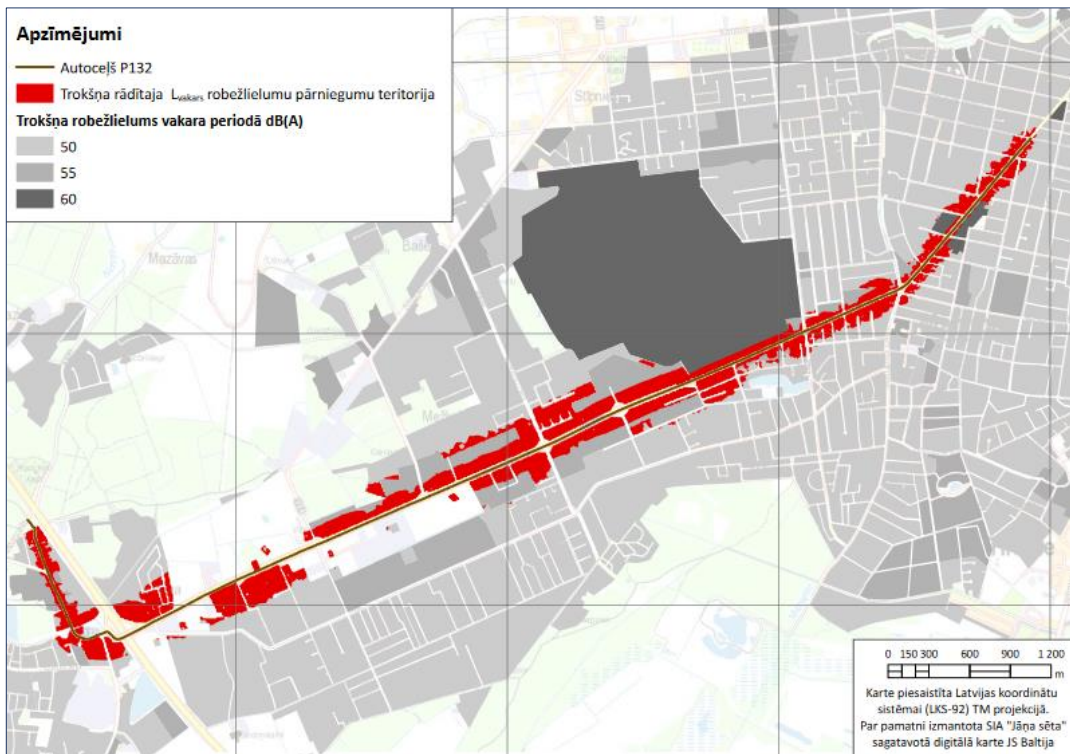 Apzīmējumi
Autoceļš P132
Trokšņa rādītaja Lvakars robežlielumu pārniegumu teritorija
Trokšņa robežlielums vakara periodā dB(A)
50
55
60
Mazāvas
0 150 300 600 900 1 200
m
Karte piesaistīta Latvijas koordinātu
sistēmai (LKS-92) TM projekcijā.
Par pamatni izmantota SIA "Jāņa sēta"
sagatavotā digitālā karte JS Baltija